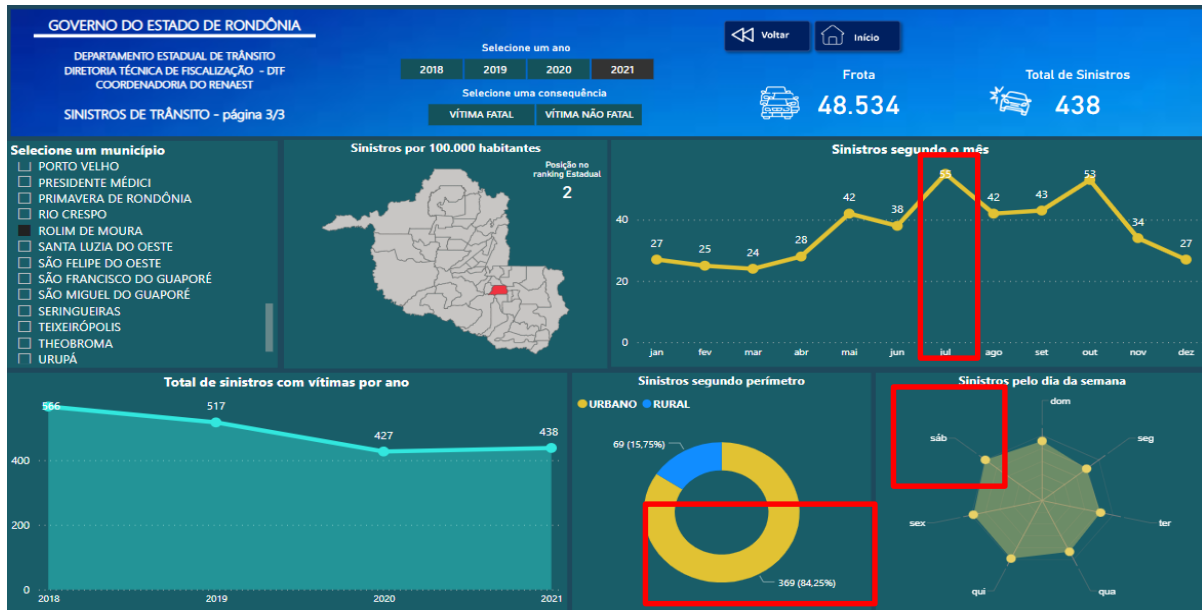 GOVERNO DO ESTADO DE RONDÔNIA
DEPARTAMENTO ESTADUAL DE TRÂNSITO
DIRETORIA TÉCNICA DE FISCALIZAÇÃO - DTF
COORDENADORIA DO RENAEST
SINISTROS DE TRÂNSITO - página 3/3
Selecione um ano
2018 2019 2020 2021
Selecione uma consequência
VÍTIMA FATAL VÍTIMA NÃO FATAL
Voltar Início
Frota
48.534
Total de Sinistros
438
Selecione um município
PORTO VELHO
PRESIDENTE MÉDICI
PRIMAVERA DE RONDÔNIA
RIO CRESPO
ROLIM DE MOURA
SANTA LUZIA DO OESTE
SÃO FELIPE DO OESTE
SÃO FRANCISCO DO GUAPORÉ
SÃO MIGUEL DO GUAPORÉ
SERINGUEIRAS
TEIXEIRÓPOLIS
THEOBROMA
URUPÁ
Sinistros por 100.000 habitantes
Posição no
ranking Estadual
2
Sinistros segundo o mês
40
20
0
27 25 24 28 42 38 55 42 43 53 34 27
jan fev mar abr mai jun jul ago set out nov dez
Total de sinistros com vítimas por ano
566 517 427 438
400
200
0
2018 2019 2020 2021
Sinistros segundo perímetro
URBANO RURAL
69 (15,75%)
369 (84,25%)
Sinistros pelo dia da semana
dom
sáb seg
sex ter
qui qua